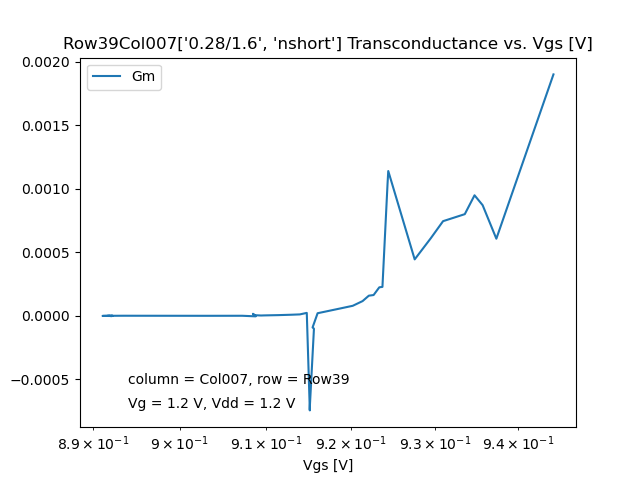 Row39Col007['0.28/1.6', 'nshort'] Transconductance vs. Vgs [V]
Gm
0.0020
0.0015
0.0010
0.0005
0.0000
−0.0005
column = Col007, row = Row39
Vg = 1.2 V, Vdd = 1.2 V
8.9 × 10⁻¹ 9 × 10⁻¹ 9.1 × 10⁻¹ 9.2 × 10⁻¹ 9.3 × 10⁻¹ 9.4 × 10⁻¹
Vgs [V]